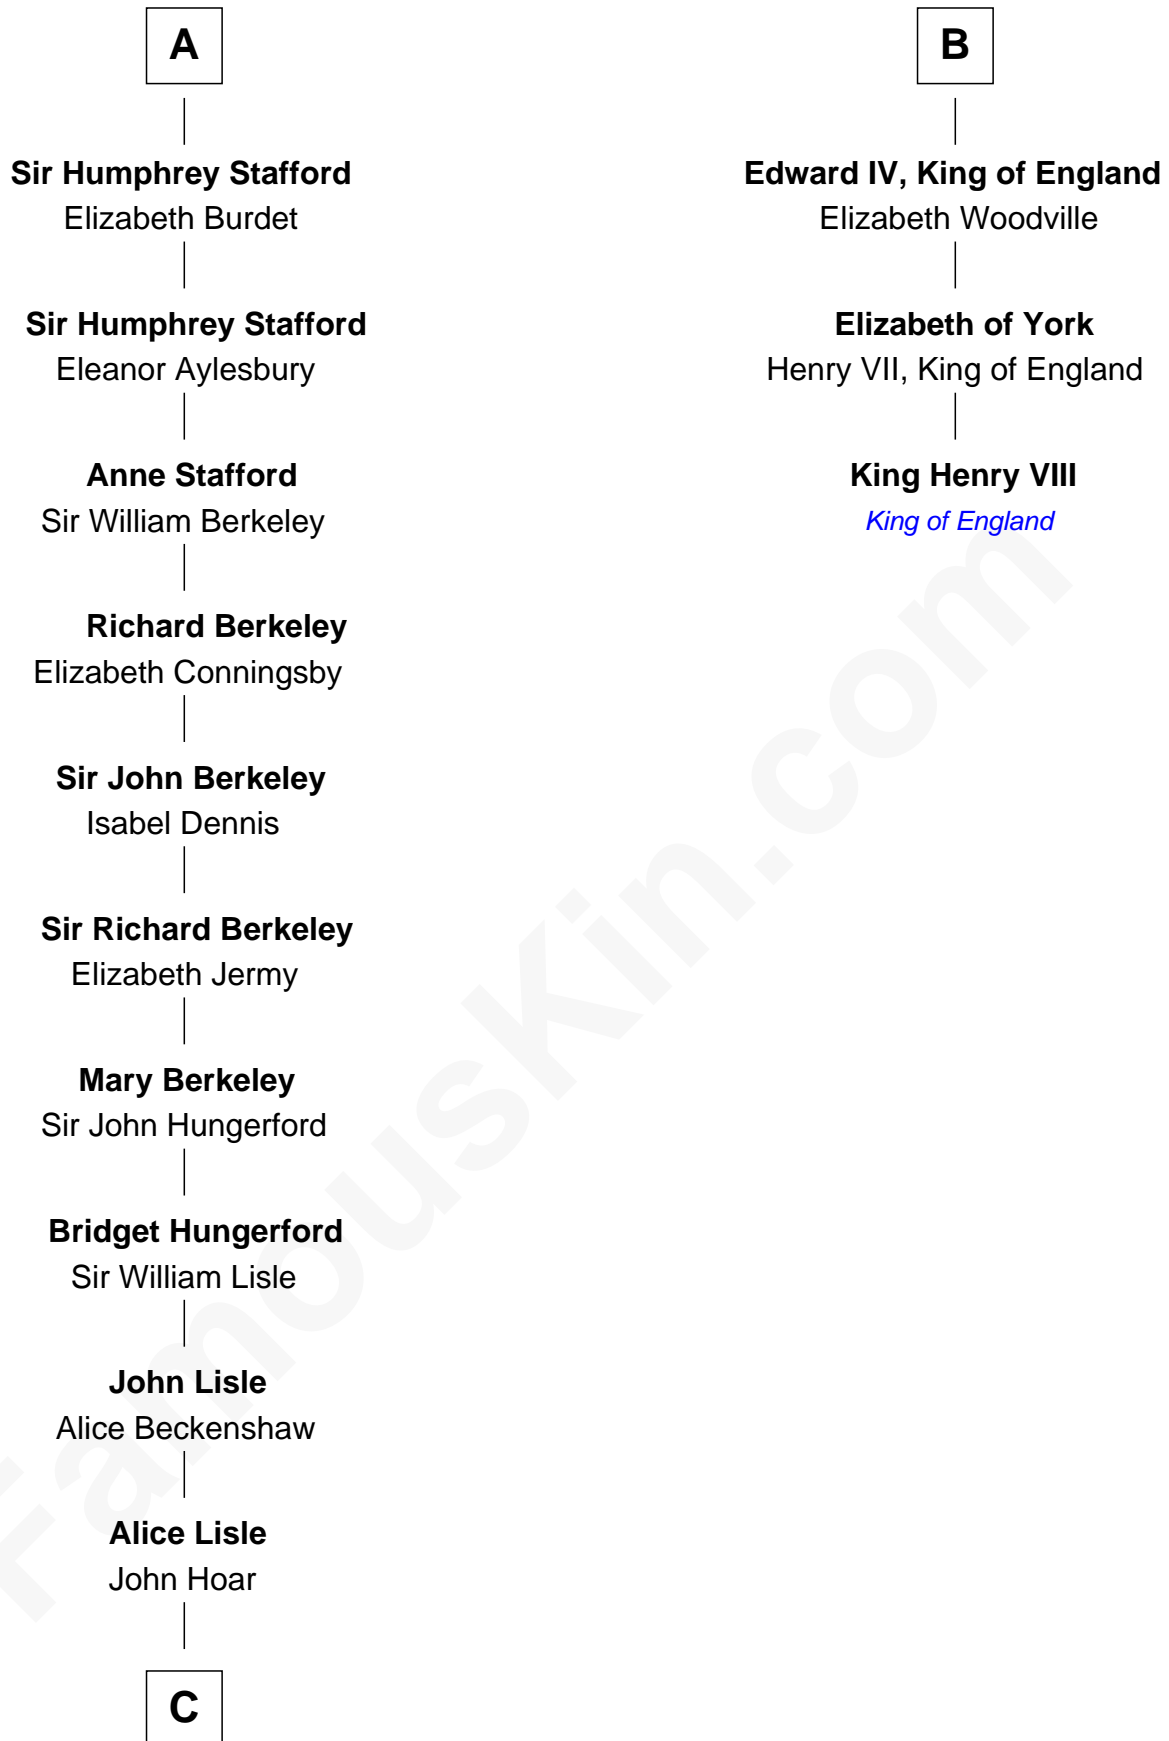 A
Sir Humphrey Stafford
Elizabeth Burdet
Sir Humphrey Stafford
Eleanor Aylesbury
Anne Stafford
Sir William Berkeley
Richard Berkeley
Elizabeth Conningsby
Sir John Berkeley
Isabel Dennis
Sir Richard Berkeley
Elizabeth Jermy
Mary Berkeley
Sir John Hungerford
Bridget Hungerford
Sir William Lisle
John Lisle
Alice Beckenshaw
Alice Lisle
John Hoar
C
B
Edward IV, King of England
Elizabeth Woodville
Elizabeth of York
Henry VII, King of England
King Henry VIII
King of England
FamousKin.com